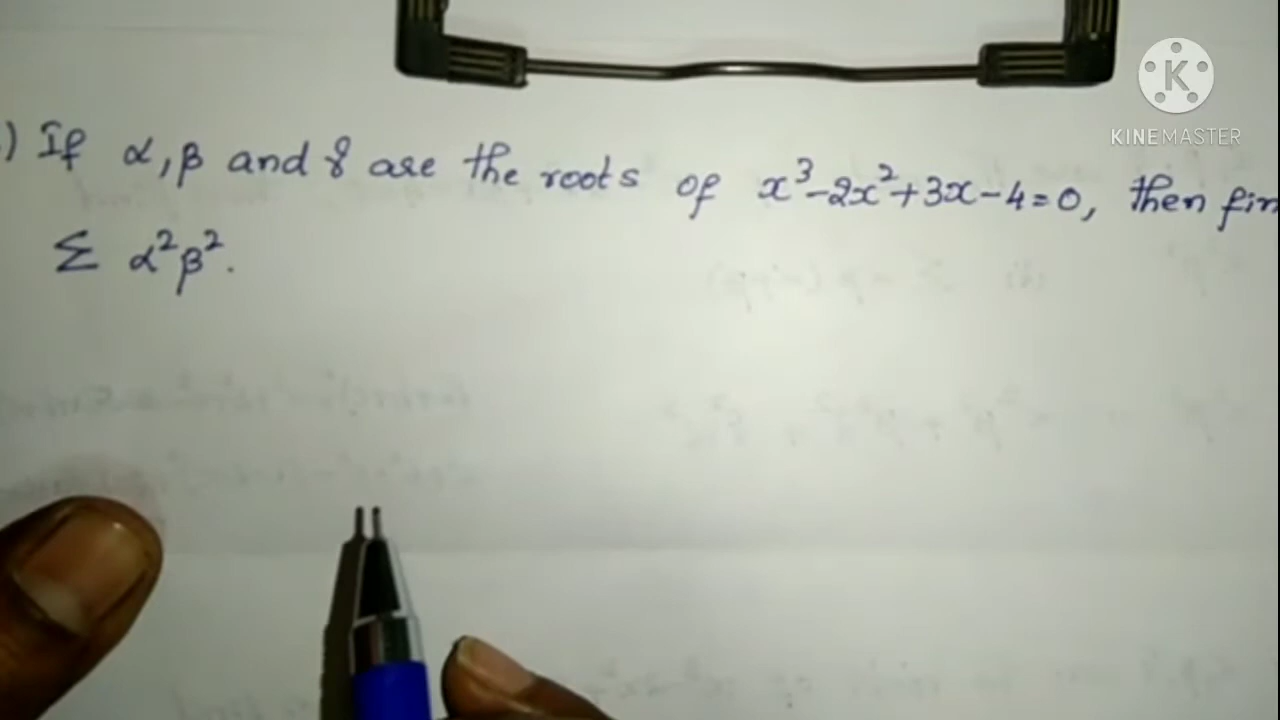 ) If α, β and γ are the roots of x³-2x²+3x-4=0, then fin
Σ α²β².
K
KINEMASTER